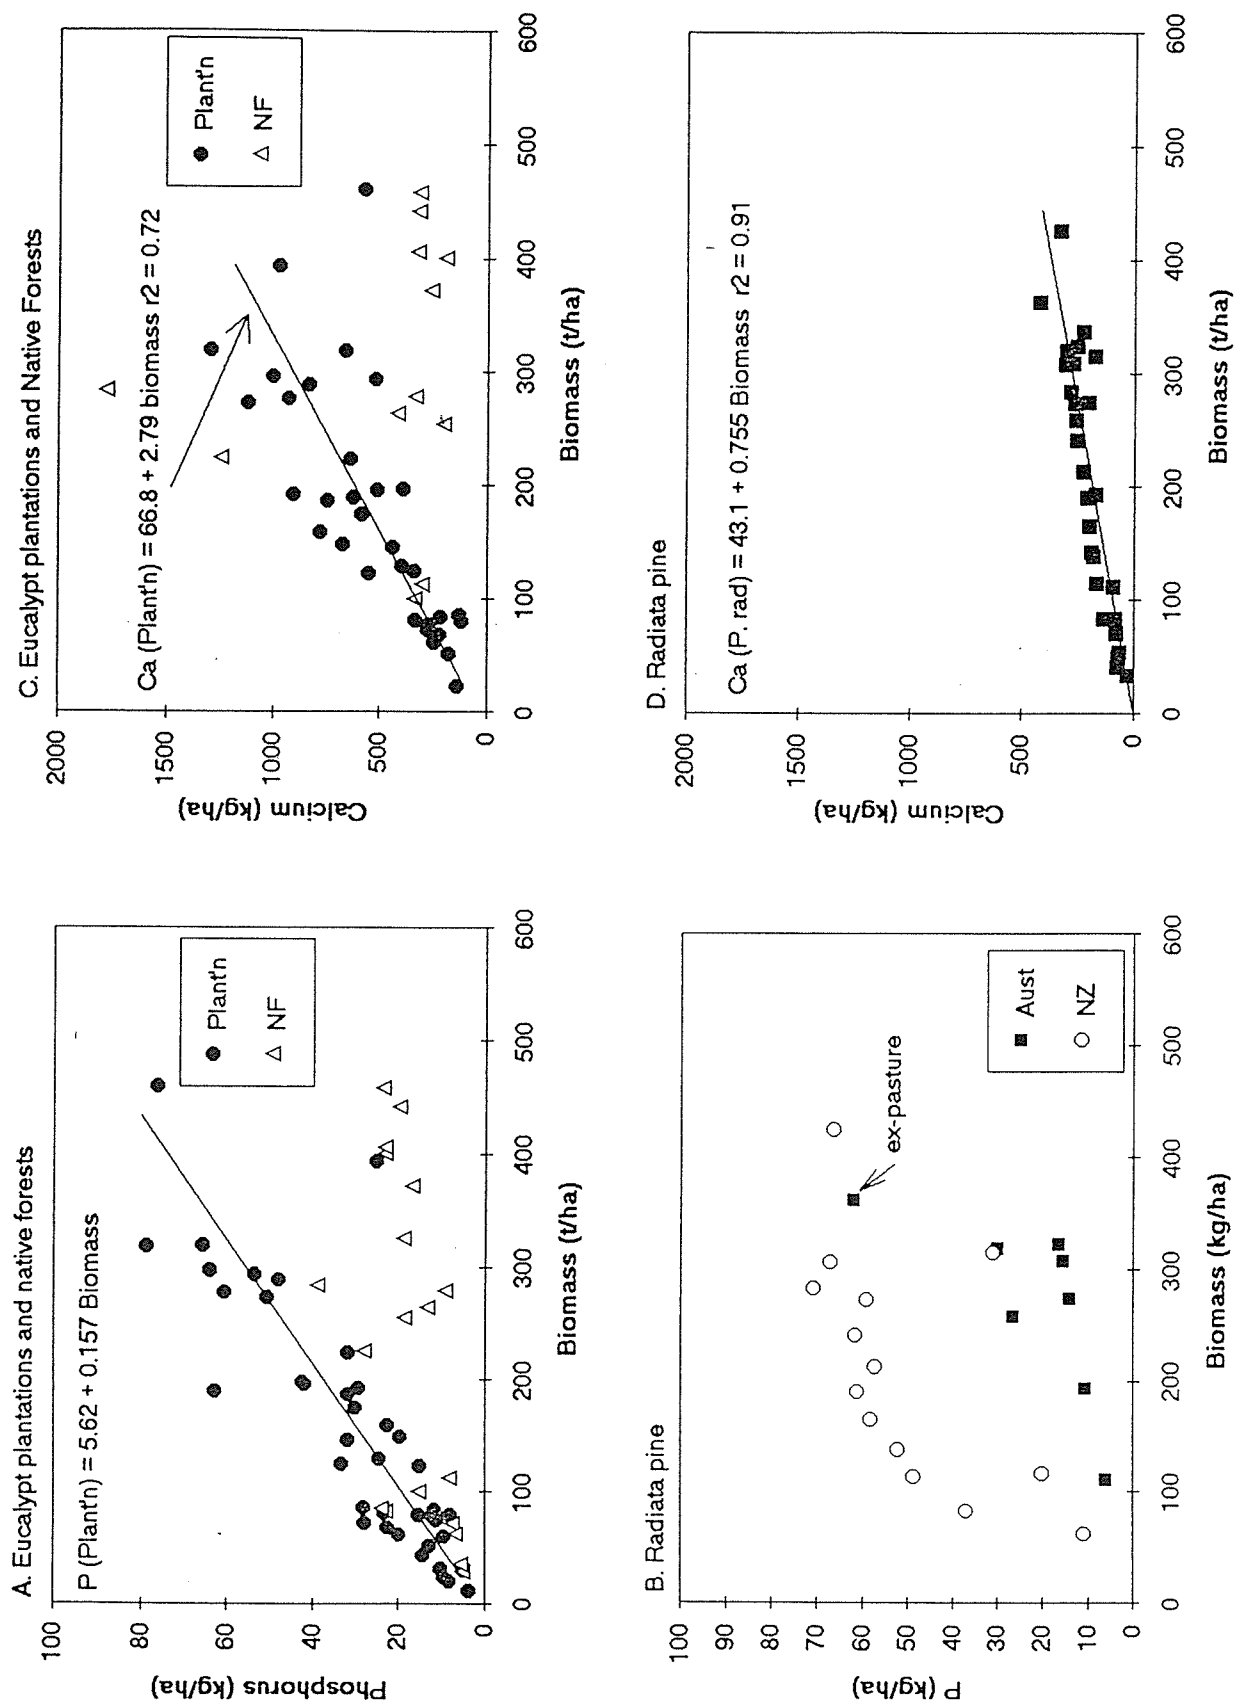 A. Eucalypt plantations and native forests
P (Plant'n) = 5.62 + 0.157 Biomass
Plant'n
NF
100
80
60
40
20
0
Phosphorus (kg/ha)
0 100 200 300 400 500 600
Biomass (t/ha)
C. Eucalypt plantations and Native Forests
Ca (Plant'n) = 66.8 + 2.79 biomass r2 = 0.72
Plant'n
NF
2000
1500
1000
500
0
Calcium (kg/ha)
0 100 200 300 400 500 600
Biomass (t/ha)
B. Radiata pine
ex-pasture
Aust
NZ
100
90
80
70
60
50
40
30
20
10
0
P (kg/ha)
0 100 200 300 400 500 600
Biomass (kg/ha)
D. Radiata pine
Ca (P. rad) = 43.1 + 0.755 Biomass r2 = 0.91
2000
1500
1000
500
0
Calcium (kg/ha)
0 100 200 300 400 500 600
Biomass (t/ha)